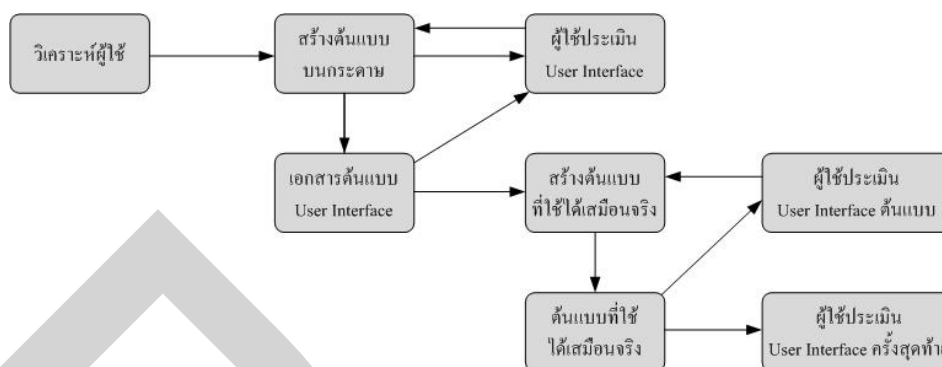 วิเคราะห์ผู้ใช้
สร้างต้นแบบ
บนกระดาษ
ผู้ใช้ประเมิน
User Interface
เอกสารต้นแบบ
User Interface
สร้างต้นแบบ
ที่ใช้ได้เสมือนจริง
ผู้ใช้ประเมิน
User Interface ต้นแบบ
ต้นแบบที่ใช้
ได้เสมือนจริง
ผู้ใช้ประเมิน
User Interface ครั้งสุดท้าย